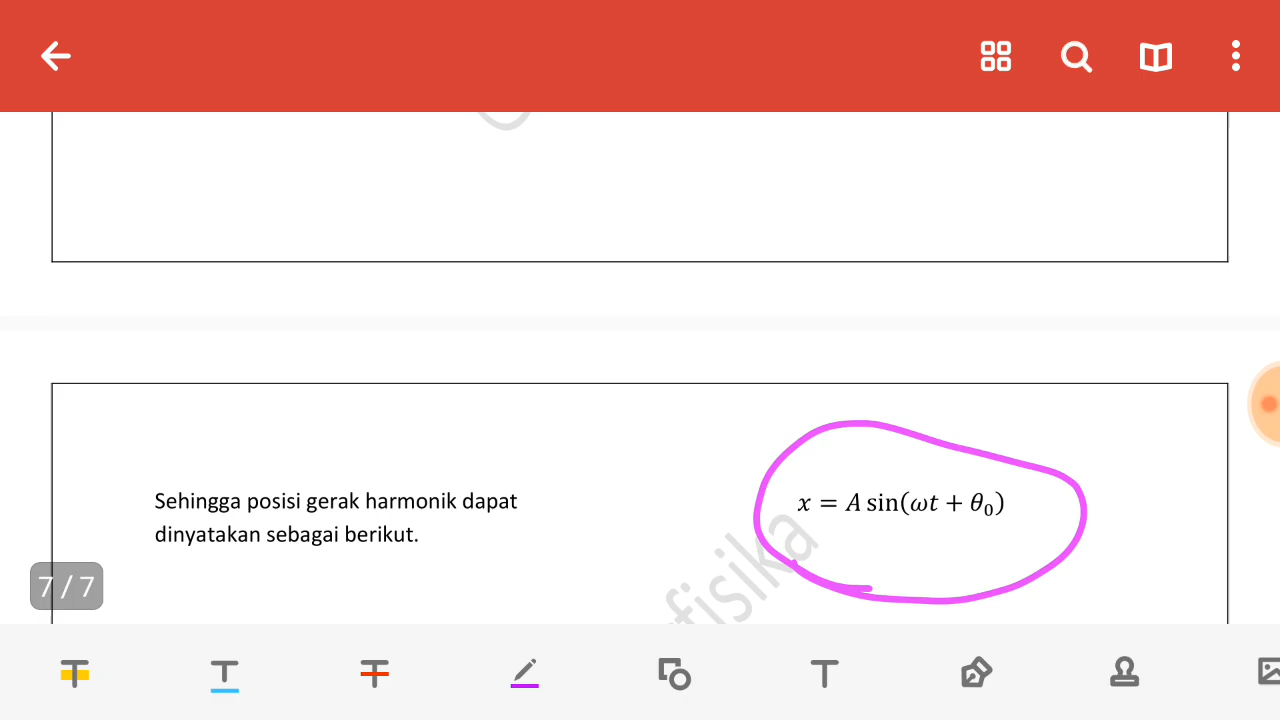 Sehingga posisi gerak harmonik dapat
dinyatakan sebagai berikut.
x = A sin(ωt + θ₀)
fisika
7 / 7